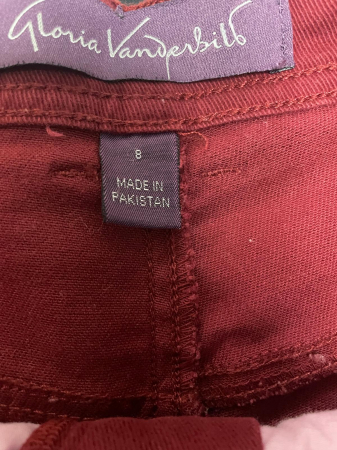 Gloria Vanderbilt
8
MADE IN
PAKISTAN